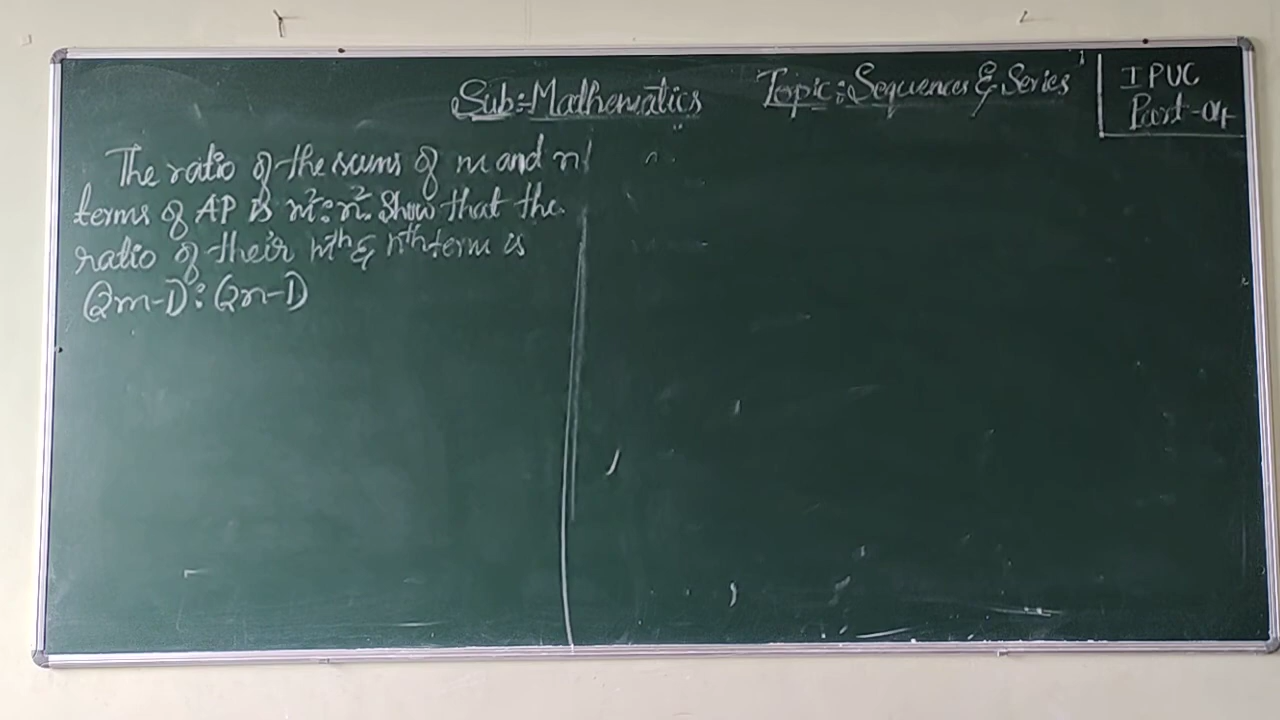 Sub:- Mathematics
Topic:- Sequences & Series
I PUC
Part-04
The ratio of the sums of m and n
terms of AP is m²:n². Show that the
ratio of their mth & nth term is
(2m-1):(2n-1)